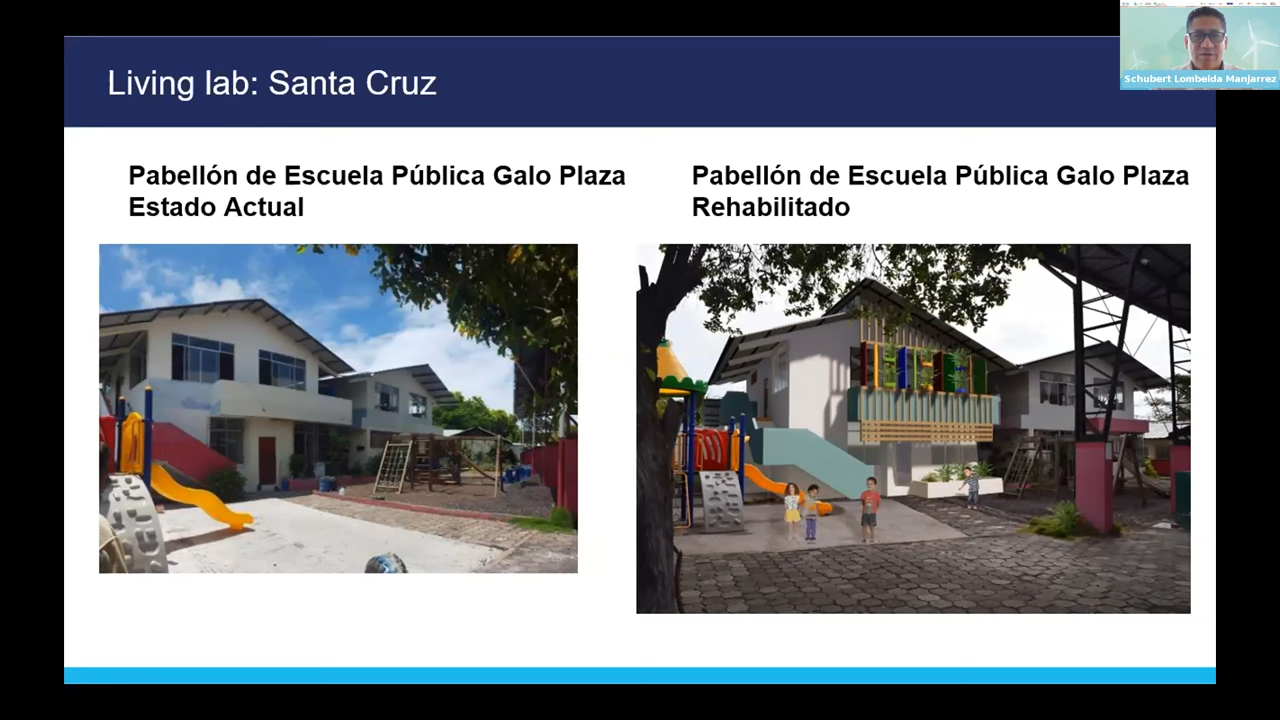 Living lab: Santa Cruz
Schubert Lombeida Manjarrez
Pabellón de Escuela Pública Galo Plaza
Estado Actual
Pabellón de Escuela Pública Galo Plaza
Rehabilitado